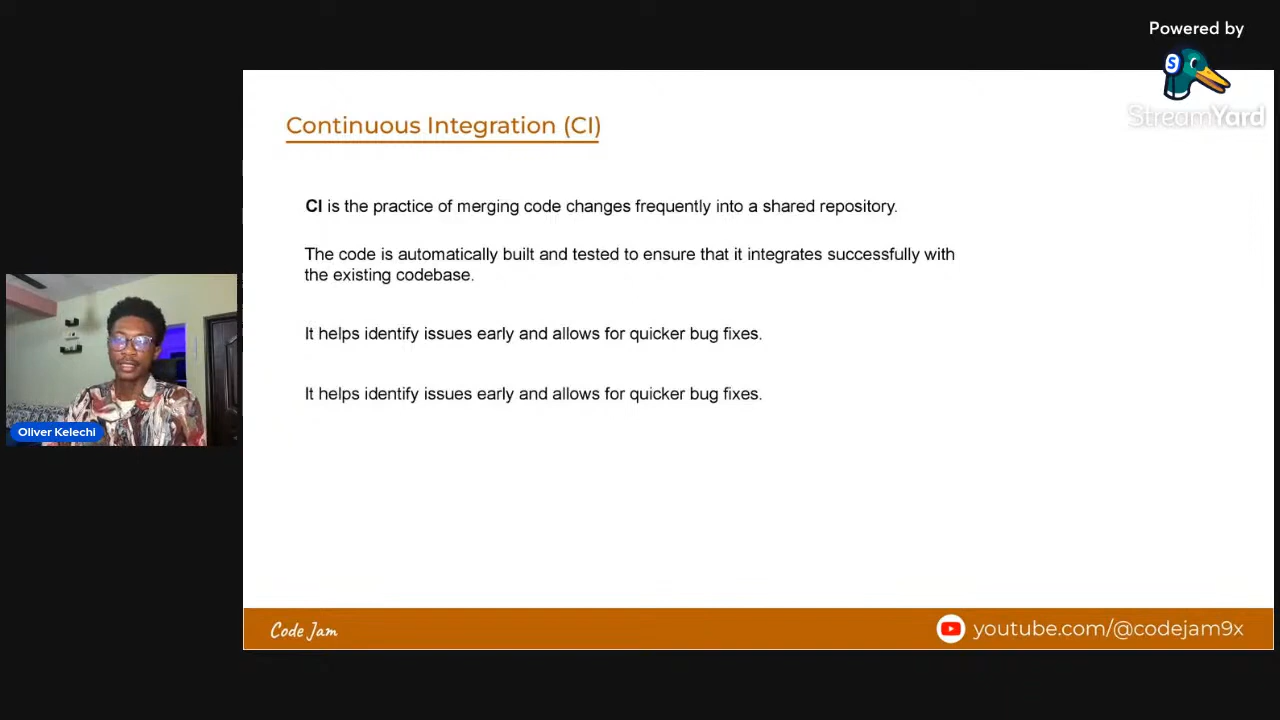 Powered by
StreamYard
Continuous Integration (CI)
CI is the practice of merging code changes frequently into a shared repository.
The code is automatically built and tested to ensure that it integrates successfully with
the existing codebase.
It helps identify issues early and allows for quicker bug fixes.
It helps identify issues early and allows for quicker bug fixes.
Oliver Kelechi
Code Jam
youtube.com/@codejam9x